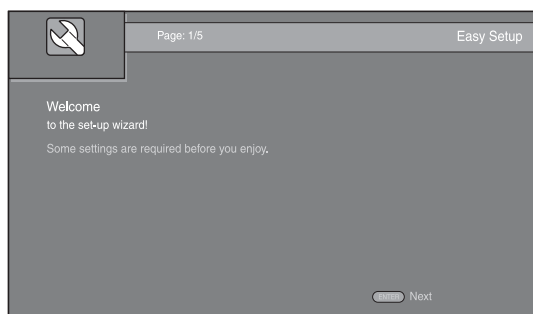 Page: 1/5
Easy Setup
Welcome
to the set-up wizard!
Some settings are required before you enjoy.
ENTER Next